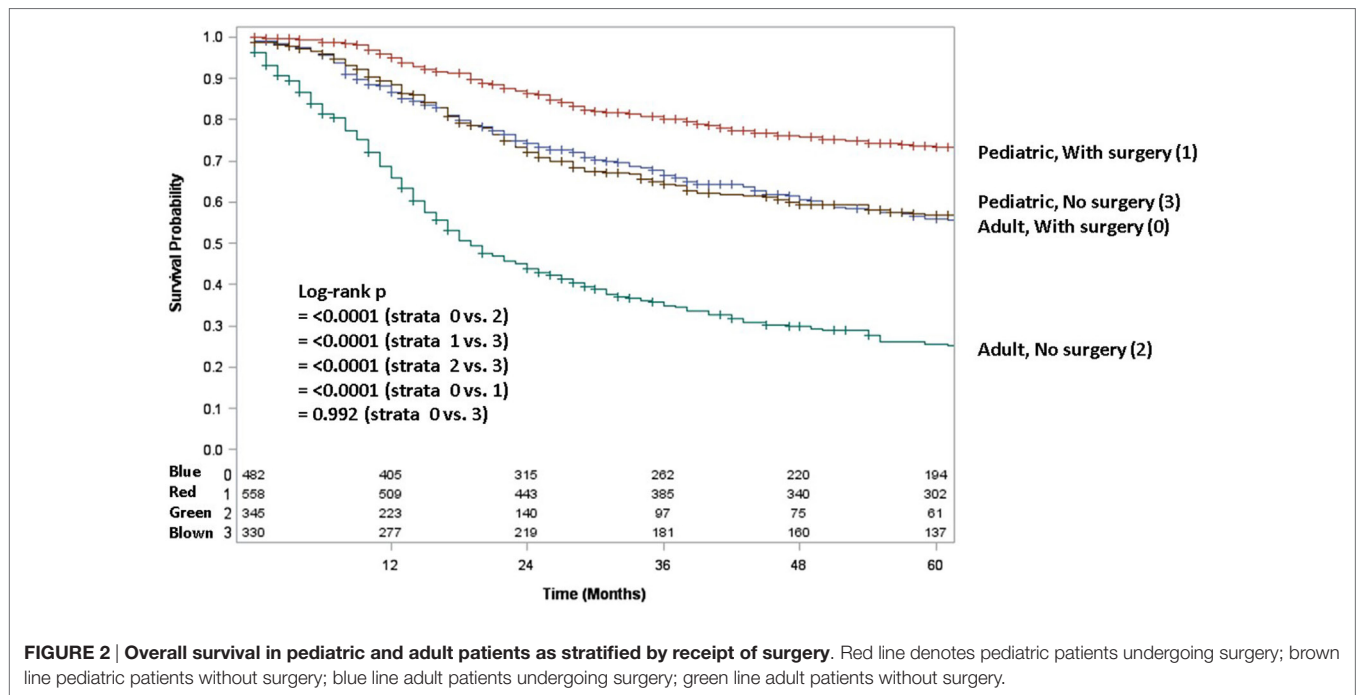 1.0
0.9
0.8
0.7
0.6
0.5
0.4
0.3
0.2
0.1
0.0
Survival Probability
Pediatric, With surgery (1)
Pediatric, No surgery (3)
Adult, With surgery (0)
Adult, No surgery (2)
Log-rank p
= <0.0001 (strata 0 vs. 2)
= <0.0001 (strata 1 vs. 3)
= <0.0001 (strata 2 vs. 3)
= <0.0001 (strata 0 vs. 1)
= 0.992 (strata 0 vs. 3)
Blue 0 482 405 315 262 220 194
Red 1 558 509 443 385 340 302
Green 2 345 223 140 97 75 61
Blown 3 330 277 219 181 160 137
12 24 36 48 60
Time (Months)
FIGURE 2 | Overall survival in pediatric and adult patients as stratified by receipt of surgery. Red line denotes pediatric patients undergoing surgery; brown
line pediatric patients without surgery; blue line adult patients undergoing surgery; green line adult patients without surgery.